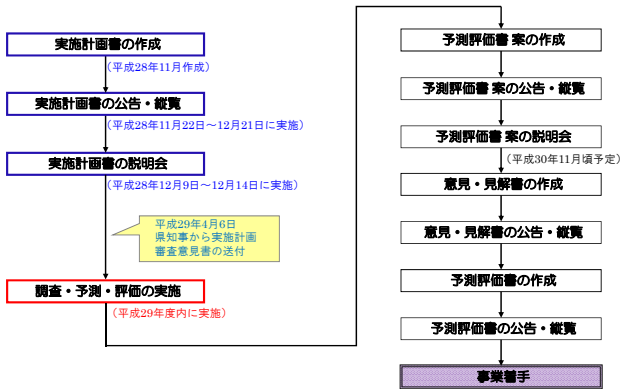 実施計画書の作成
（平成28年11月作成）
実施計画書の公告・縦覧
（平成28年11月22日～12月21日に実施）
実施計画書の説明会
（平成28年12月9日～12月14日に実施）
平成29年4月6日
県知事から実施計画
審査意見書の送付
調査・予測・評価の実施
（平成29年度内に実施）
予測評価書 案の作成
予測評価書 案の公告・縦覧
予測評価書 案の説明会
（平成30年11月頃予定）
意見・見解書の作成
意見・見解書の公告・縦覧
予測評価書の作成
予測評価書の公告・縦覧
事業着手